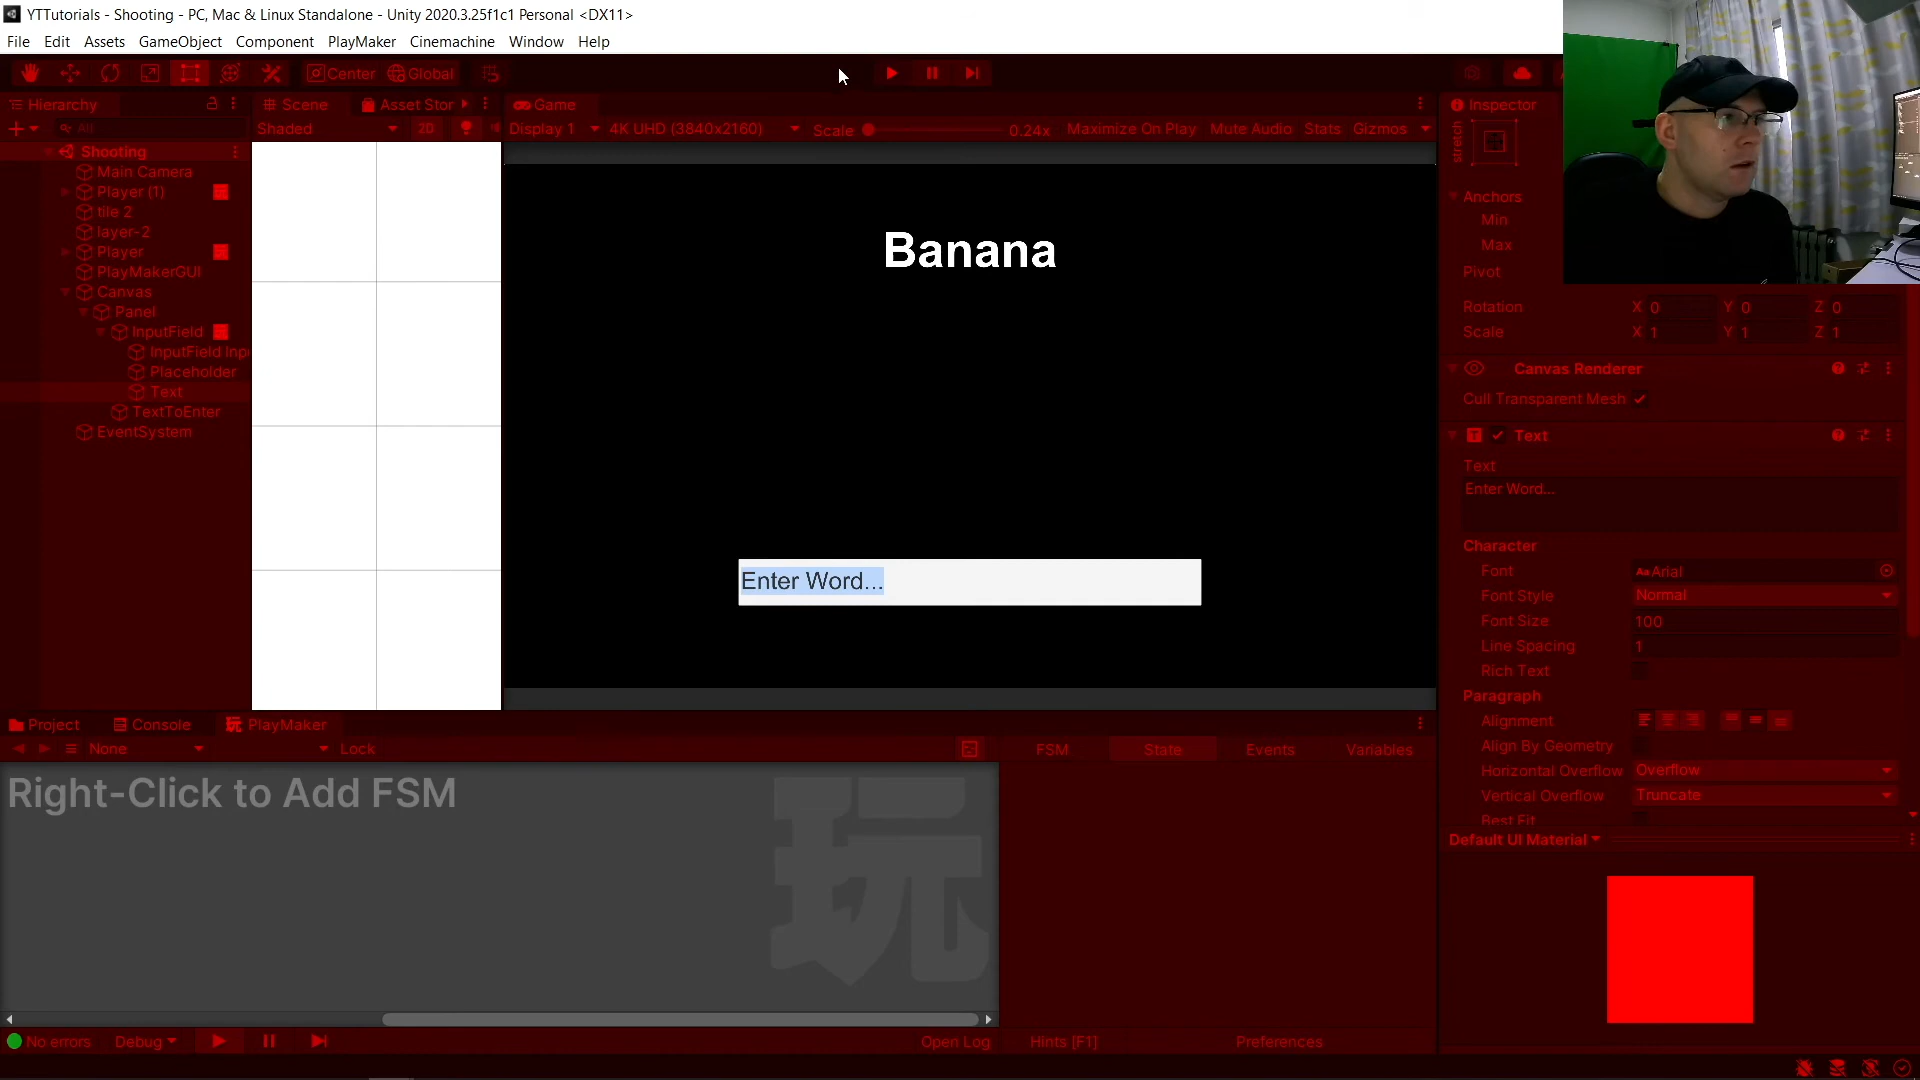 YTTutorials - Shooting - PC, Mac & Linux Standalone - Unity 2020.3.25f1c1 Personal <DX11>
File Edit Assets GameObject Component PlayMaker Cinemachine Window Help
Center Global
Hierarchy Scene Asset Stor Game Inspector
All Shaded 2D Display 1 4K UHD (3840x2160) Scale 0.24x Maximize On Play Mute Audio Stats Gizmos
stretch
Shooting
Main Camera
Player (1)
tile 2
layer-2
Player
PlayMakerGUI
Canvas
Panel
InputField
InputField Inpu
Placeholder
Text
TextToEnter
EventSystem
Banana
Enter Word...
Anchors
Min
Max
Pivot
Rotation X 0 Y 0 Z 0
Scale X 1 Y 1 Z 1
Canvas Renderer
Cull Transparent Mesh
Text
Text
Enter Word...
Character
Font Aa Arial
Font Style Normal
Font Size 100
Line Spacing 1
Rich Text
Paragraph
Alignment
Align By Geometry
Horizontal Overflow Overflow
Vertical Overflow Truncate
Best Fit
Default UI Material
Project Console 玩 PlayMaker
None Lock FSM State Events Variables
Right-Click to Add FSM
玩
No errors Debug Open Log Hints [F1] Preferences